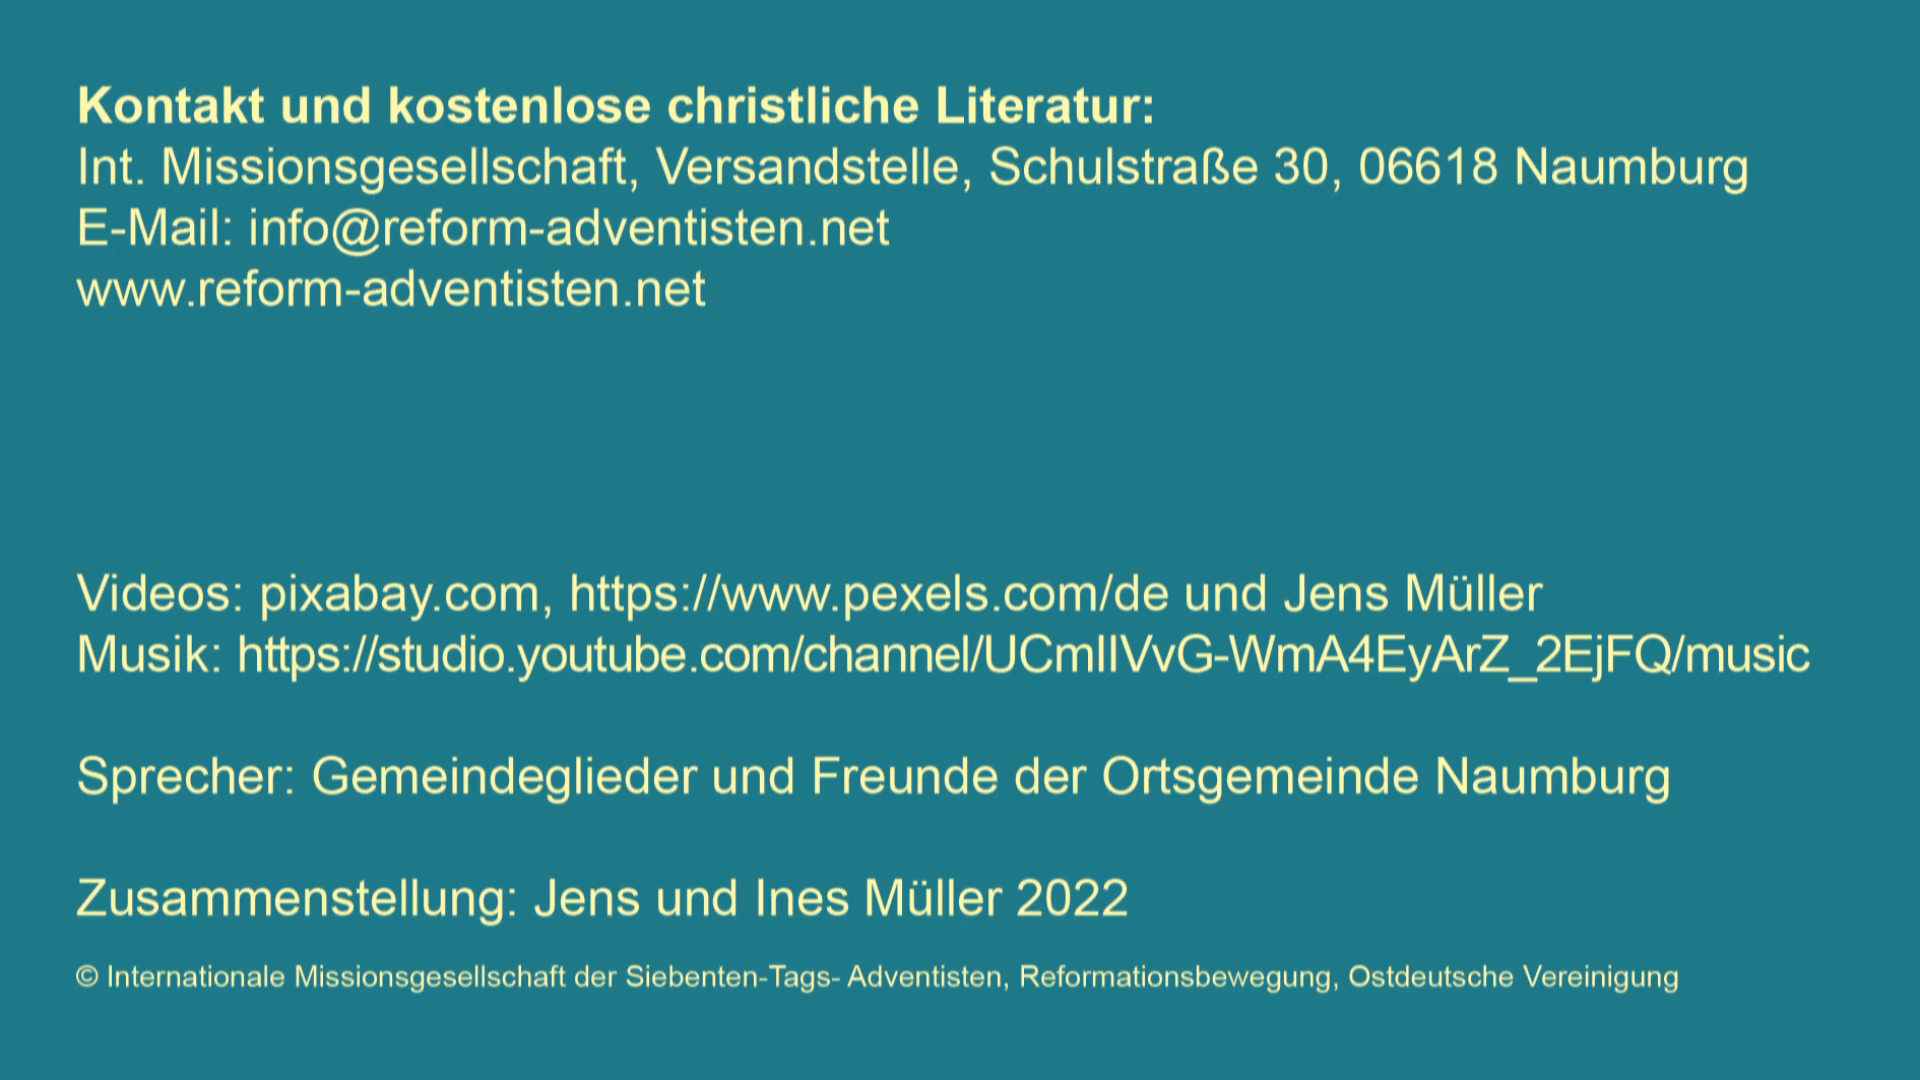 Kontakt und kostenlose christliche Literatur:
Int. Missionsgesellschaft, Versandstelle, Schulstraße 30, 06618 Naumburg
E-Mail: info@reform-adventisten.net
www.reform-adventisten.net
Videos: pixabay.com, https://www.pexels.com/de und Jens Müller
Musik: https://studio.youtube.com/channel/UCmIIVvG-WmA4EyArZ_2EjFQ/music
Sprecher: Gemeindeglieder und Freunde der Ortsgemeinde Naumburg
Zusammenstellung: Jens und Ines Müller 2022
© Internationale Missionsgesellschaft der Siebenten-Tags- Adventisten, Reformationsbewegung, Ostdeutsche Vereinigung